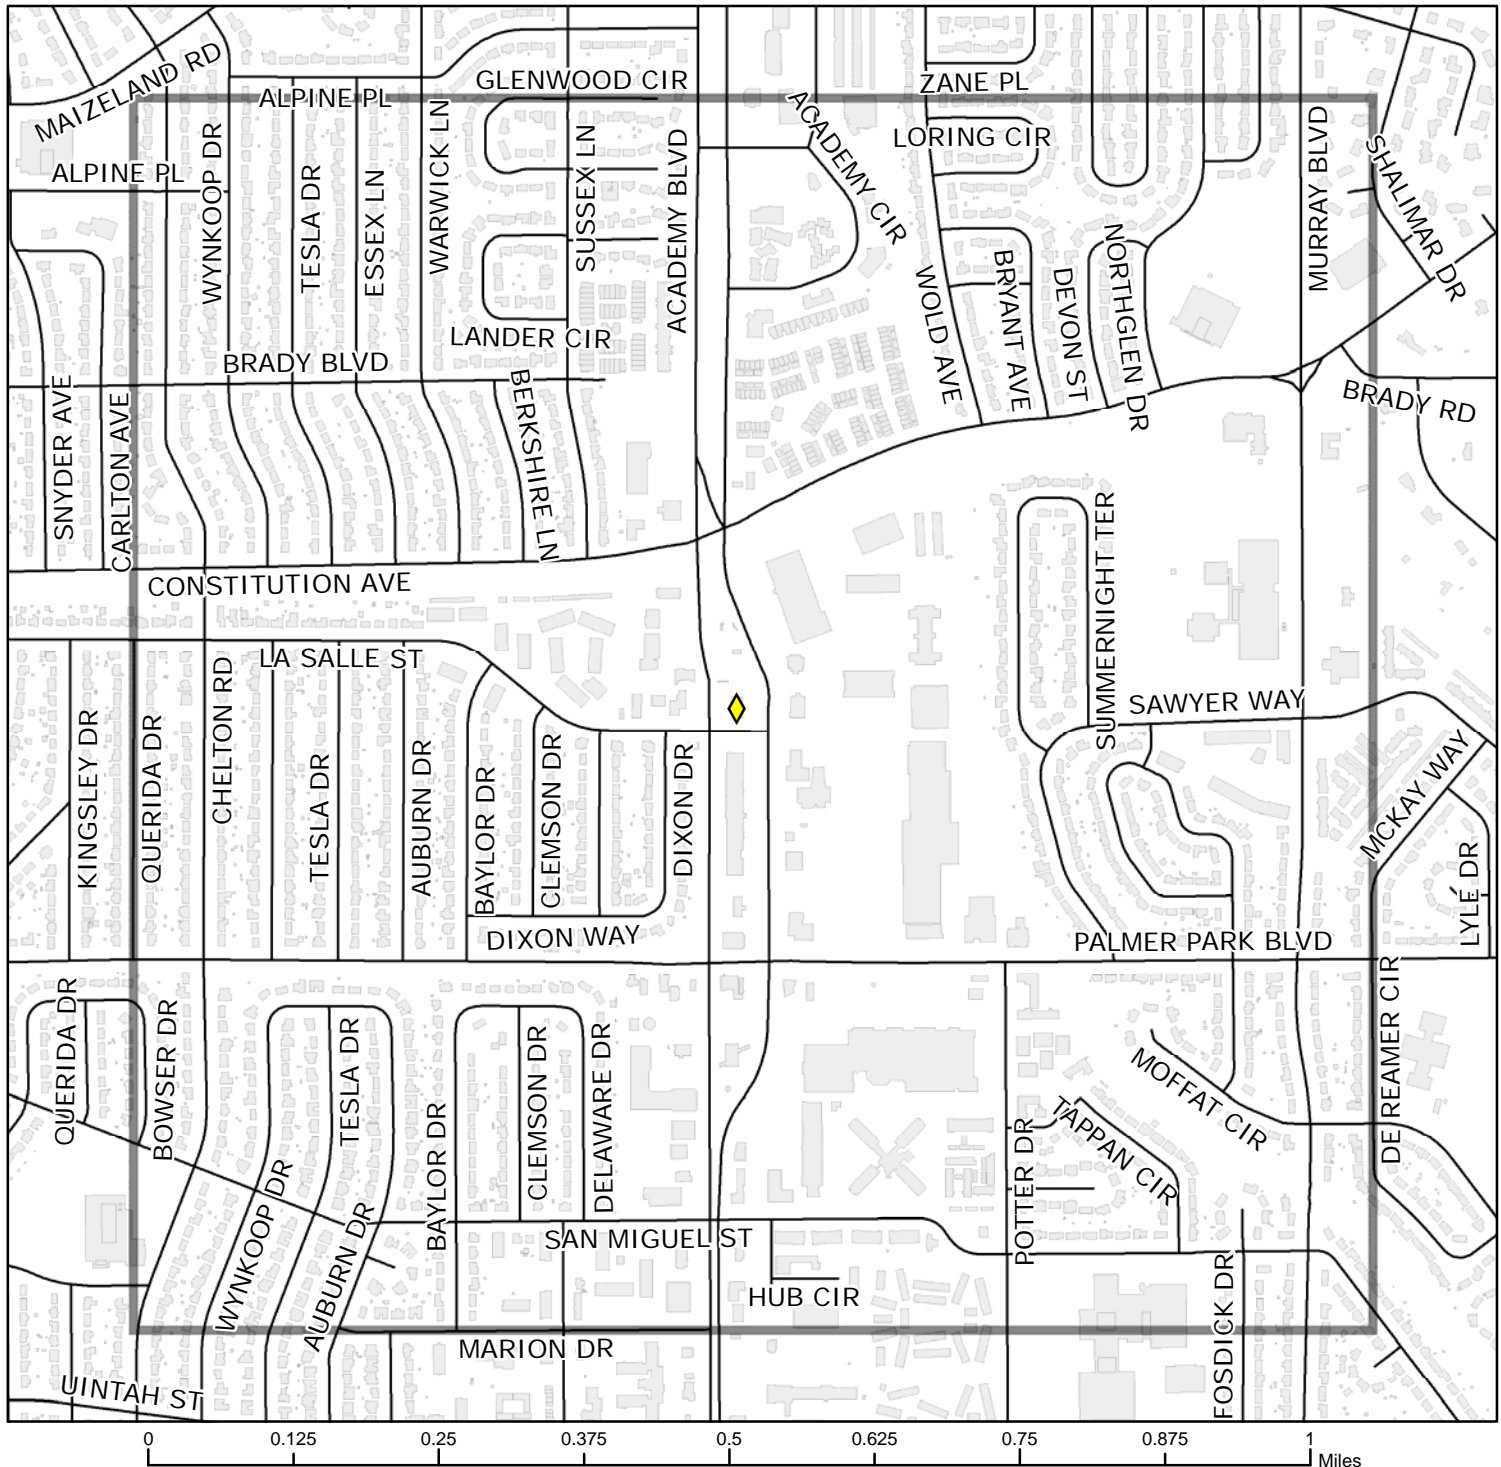 MAIZELAND RD
ALPINE PL
GLENWOOD CIR
ZANE PL
ALPINE PL
WYNKOOP DR
TESLA DR
ESSEX LN
WARWICK LN
SUSSEX LN
ACADEMY BLVD
ACADEMY CIR
LORING CIR
MURRAY BLVD
SHALIMAR DR
WOLD AVE
BRYANT AVE
DEVON ST
NORTHGLEN DR
LANDER CIR
BRADY BLVD
BERKSHIRE LN
BRADY RD
SNYDER AVE
CARLTON AVE
CONSTITUTION AVE
SUMMERNIGHT TER
LA SALLE ST
SAWYER WAY
KINGSLEY DR
QUERIDA DR
CHELTON RD
TESLA DR
AUBURN DR
BAYLOR DR
CLEMSON DR
DIXON DR
MCKAY WAY
LYLE DR
DIXON WAY
PALMER PARK BLVD
QUERIDA DR
BOWSER DR
TESLA DR
BAYLOR DR
CLEMSON DR
DELAWARE DR
MOFFAT CIR
TAPPAN CIR
POTTER DR
DE REAMER CIR
WYNKOOP DR
AUBURN DR
SAN MIGUEL ST
HUB CIR
FOSDICK DR
MARION DR
UINTAH ST
0 0.125 0.25 0.375 0.5 0.625 0.75 0.875 1
Miles